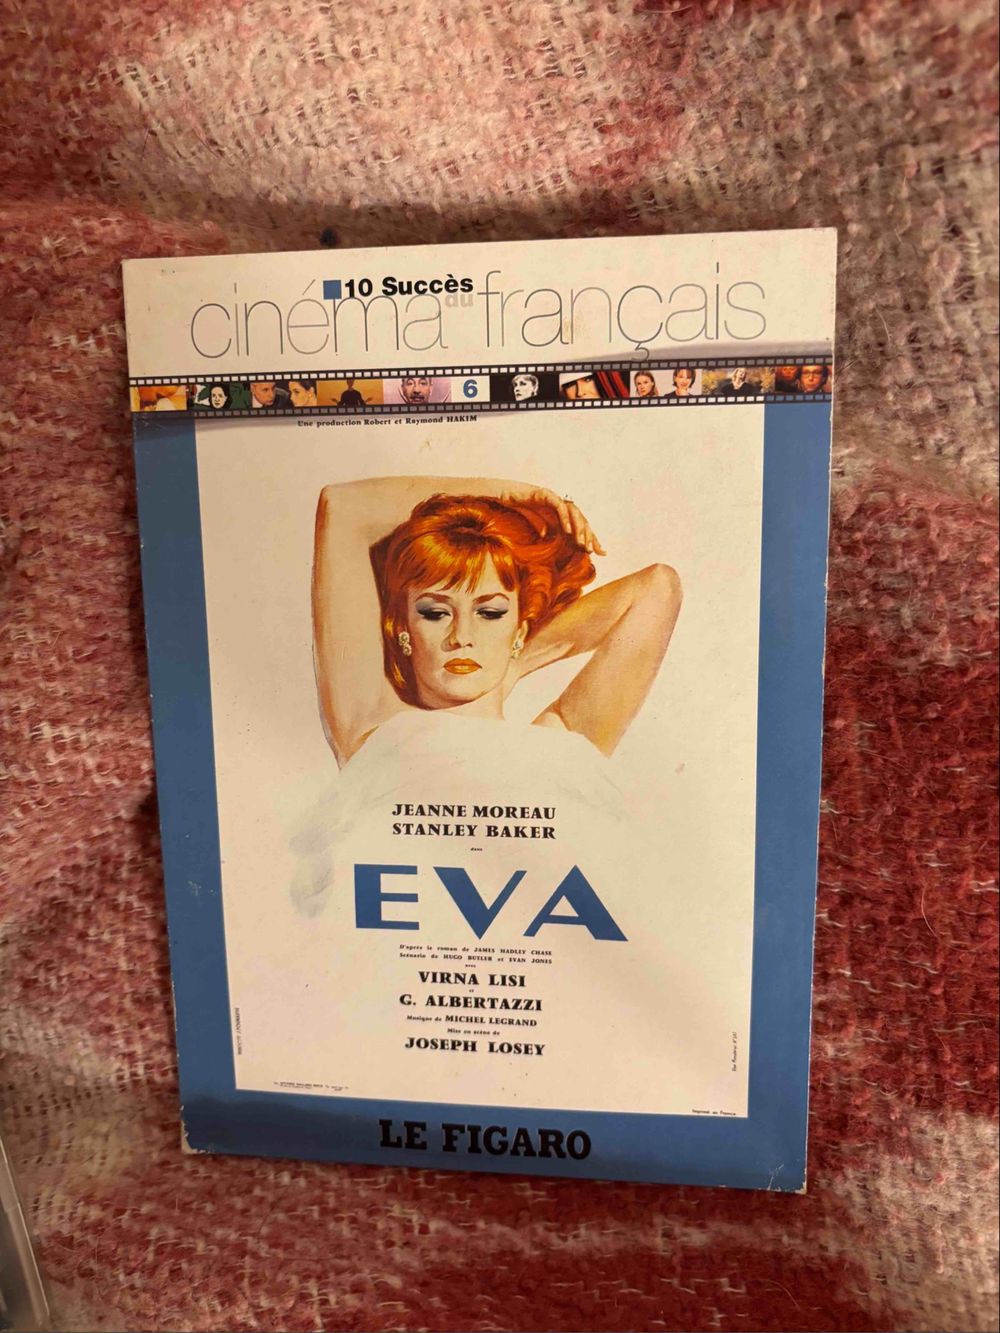 10 Succès
du
cinéma français
6
Une production Robert et Raymond HAKIM
JEANNE MOREAU
STANLEY BAKER
dans
EVA
D'après le roman de JAMES HADLEY CHASE
Scénario de HUGO BUTLER et EVAN JONES
avec
VIRNA LISI
et
G. ALBERTAZZI
Musique de MICHEL LEGRAND
Mise en scène de
JOSEPH LOSEY
Imprimé en France
LE FIGARO